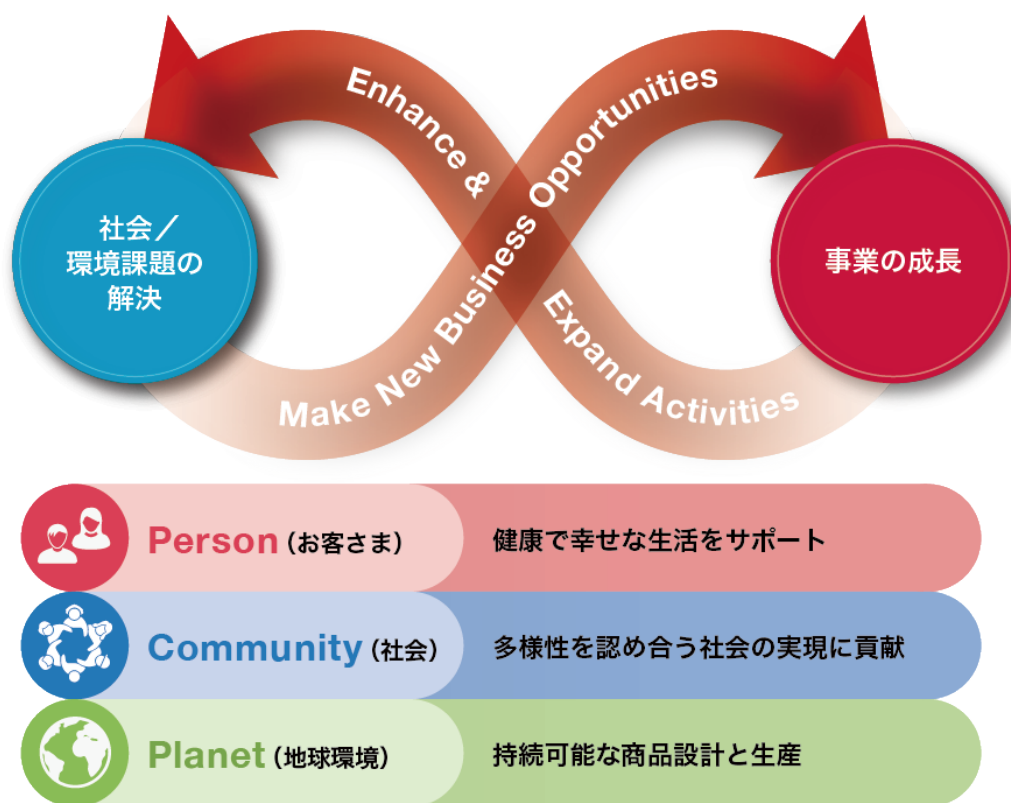 Enhance &
Expand Activities
Make New Business Opportunities
社会／
環境課題の
解決
事業の成長
Person (お客さま)
健康で幸せな生活をサポート
Community (社会)
多様性を認め合う社会の実現に貢献
Planet (地球環境)
持続可能な商品設計と生産